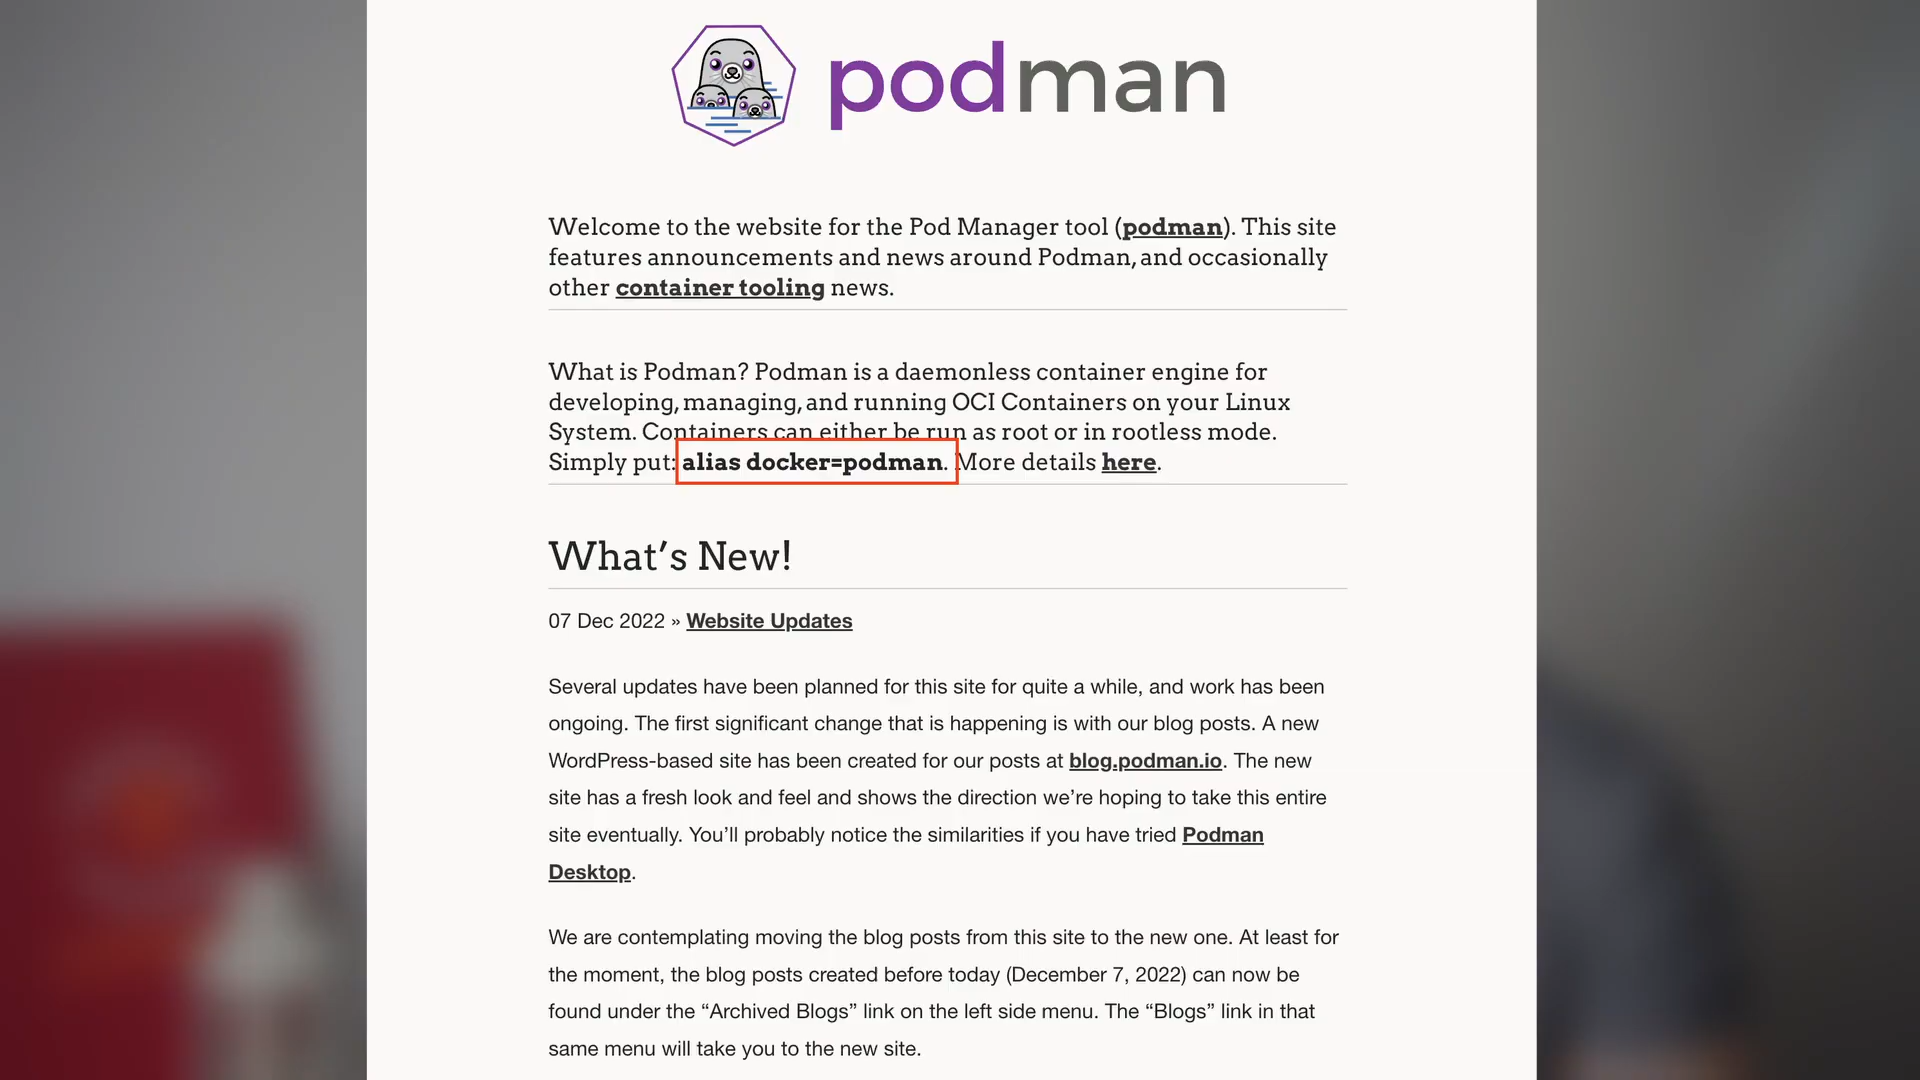 podman
Welcome to the website for the Pod Manager tool (podman). This site
features announcements and news around Podman, and occasionally
other container tooling news.
What is Podman? Podman is a daemonless container engine for
developing, managing, and running OCI Containers on your Linux
System. Containers can either be run as root or in rootless mode.
Simply put: alias docker=podman. More details here.
What’s New!
07 Dec 2022 » Website Updates
Several updates have been planned for this site for quite a while, and work has been
ongoing. The first significant change that is happening is with our blog posts. A new
WordPress-based site has been created for our posts at blog.podman.io. The new
site has a fresh look and feel and shows the direction we’re hoping to take this entire
site eventually. You’ll probably notice the similarities if you have tried Podman
Desktop.
We are contemplating moving the blog posts from this site to the new one. At least for
the moment, the blog posts created before today (December 7, 2022) can now be
found under the “Archived Blogs” link on the left side menu. The “Blogs” link in that
same menu will take you to the new site.